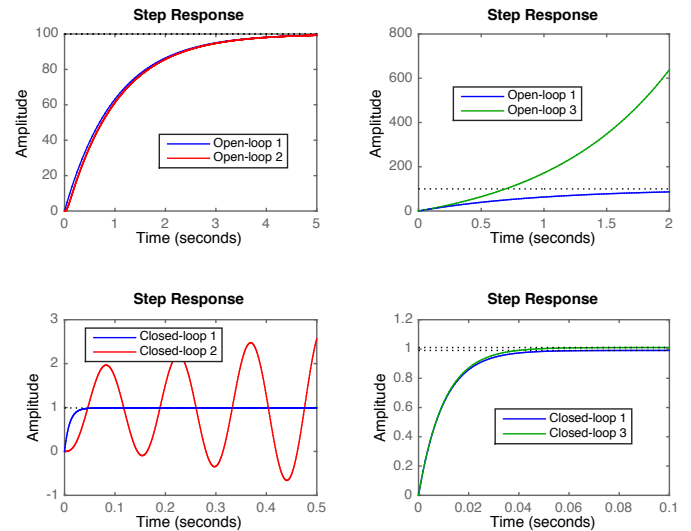 Step Response
Amplitude
100
80
60
40
20
0
Open-loop 1
Open-loop 2
0 1 2 3 4 5
Time (seconds)
Step Response
Amplitude
800
600
400
200
0
Open-loop 1
Open-loop 3
0 0.5 1 1.5 2
Time (seconds)
Step Response
Amplitude
3
2
1
0
-1
Closed-loop 1
Closed-loop 2
0 0.1 0.2 0.3 0.4 0.5
Time (seconds)
Step Response
Amplitude
1.2
1
0.8
0.6
0.4
0.2
0
Closed-loop 1
Closed-loop 3
0 0.02 0.04 0.06 0.08 0.1
Time (seconds)